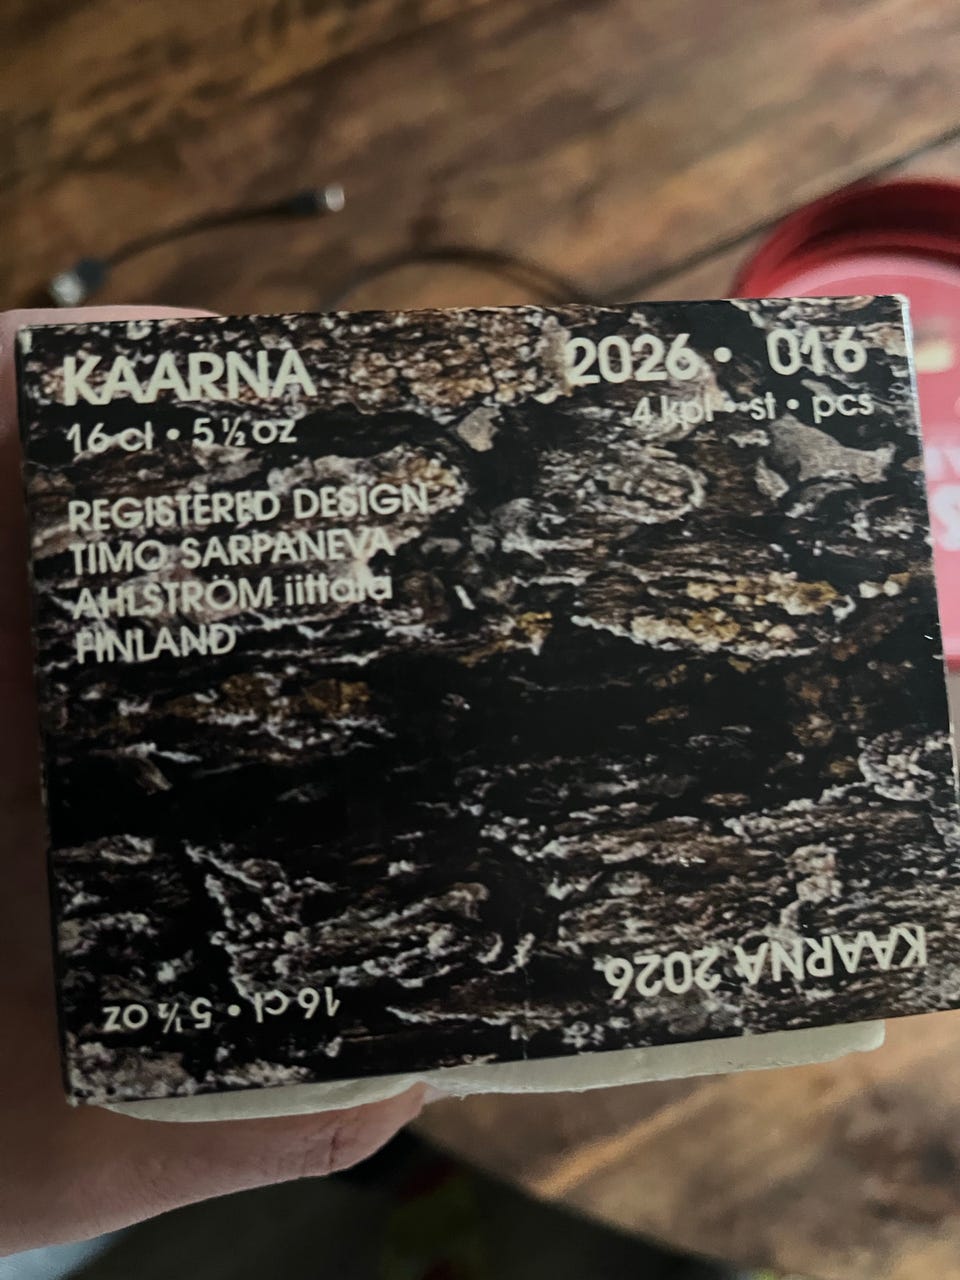 KAARNA
16 cl • 5 ½ oz
2026 • 016
4 kpl • st • pcs
REGISTERED DESIGN
TIMO SARPANEVA
AHLSTRÖM iittala
FINLAND
KAARNA 2026
16 cl • 5 ½ oz